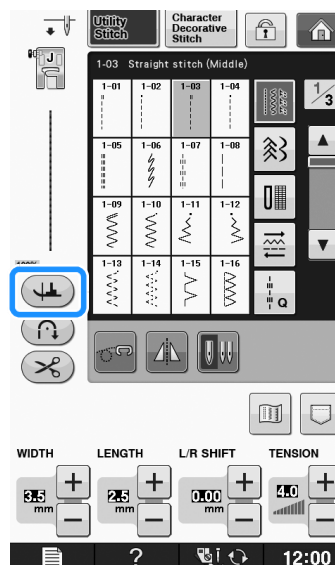 Utility
Stitch
Character
Decorative
Stitch
J
1-03 Straight stitch (Middle)
1/3
1-01 1-02 1-03 1-04
1-05 1-06 1-07 1-08
1-09 1-10 1-11 1-12
1-13 1-14 1-15 1-16
Q
WIDTH LENGTH L/R SHIFT TENSION
3.5 mm
2.5 mm
0.00 mm
4.0
? 12:00